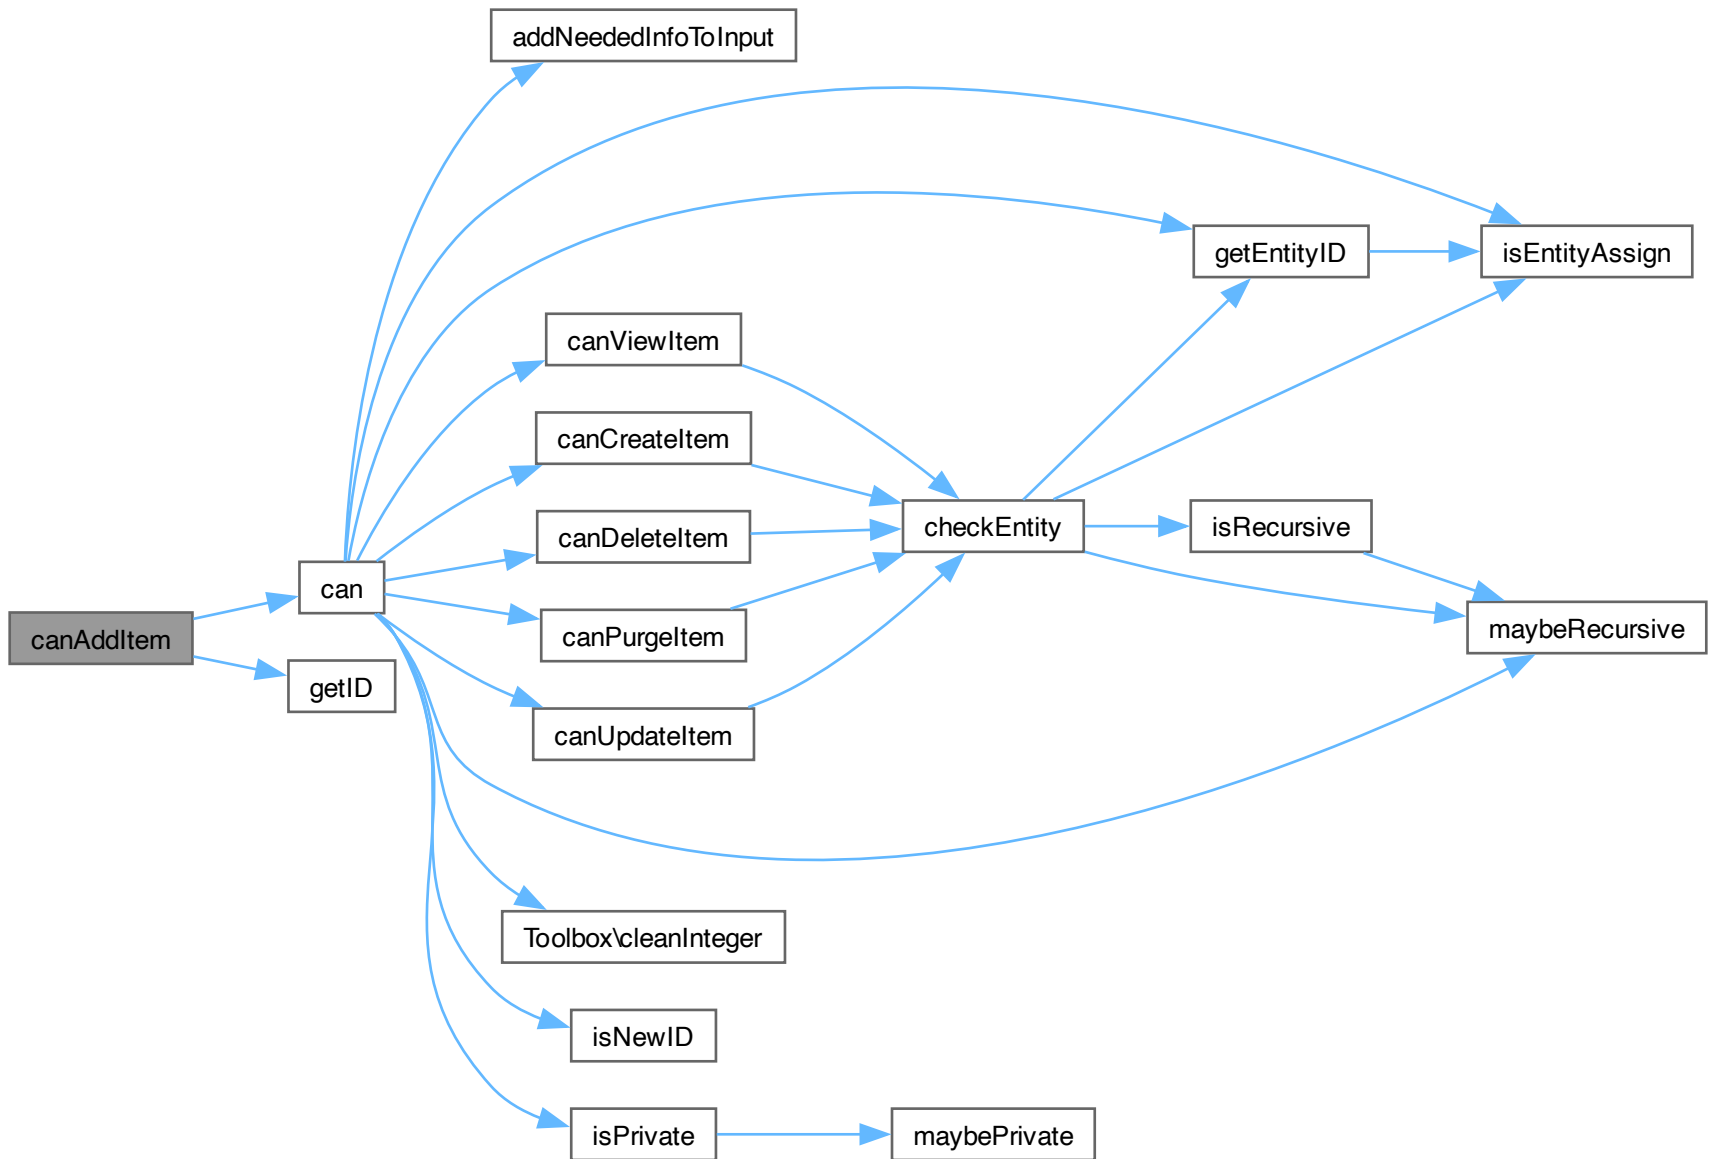 addNeededInfoToInput
getEntityID
isEntityAssign
canViewItem
canCreateItem
checkEntity
isRecursive
canDeleteItem
can
canAddItem
canPurgeItem
maybeRecursive
getID
canUpdateItem
Toolbox\cleanInteger
isNewID
isPrivate
maybePrivate